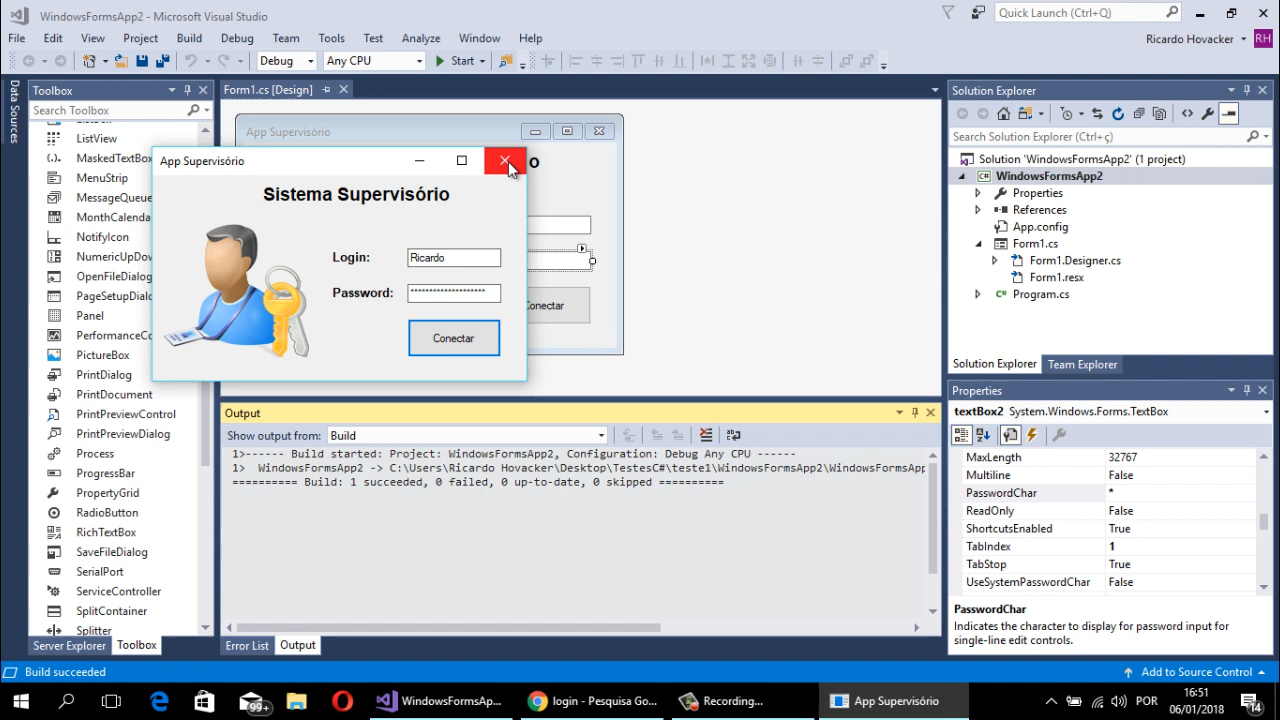 WindowsFormsApp2 - Microsoft Visual Studio
Quick Launch (Ctrl+Q)
File Edit View Project Build Debug Team Tools Test Analyze Window Help
Ricardo Hovacker RH
Debug Any CPU Start
Data Sources
Toolbox
Search Toolbox
ListView
MaskedTextBox
MenuStrip
MessageQueu
MonthCalenda
NotifyIcon
NumericUpDow
OpenFileDialog
PageSetupDialo
Panel
PerformanceCo
PictureBox
PrintDialog
PrintDocument
PrintPreviewControl
PrintPreviewDialog
Process
ProgressBar
PropertyGrid
RadioButton
RichTextBox
SaveFileDialog
SerialPort
ServiceController
SplitContainer
Splitter
Server Explorer Toolbox
Form1.cs [Design]
App Supervisório
o
Conectar
App Supervisório
Sistema Supervisório
Login: Ricardo
Password: ********************
Conectar
Output
Show output from: Build
1>------ Build started: Project: WindowsFormsApp2, Configuration: Debug Any CPU ------
1> WindowsFormsApp2 -> C:\Users\Ricardo Hovacker\Desktop\TestesC#\teste1\WindowsFormsApp2\WindowsFormsApp
========== Build: 1 succeeded, 0 failed, 0 up-to-date, 0 skipped ==========
Error List Output
Solution Explorer
Search Solution Explorer (Ctrl+ç)
Solution 'WindowsFormsApp2' (1 project)
C# WindowsFormsApp2
Properties
References
App.config
Form1.cs
Form1.Designer.cs
Form1.resx
Program.cs
Solution Explorer Team Explorer
Properties
textBox2 System.Windows.Forms.TextBox
MaxLength 32767
Multiline False
PasswordChar *
ReadOnly False
ShortcutsEnabled True
TabIndex 1
TabStop True
UseSystemPasswordChar False
PasswordChar
Indicates the character to display for password input for
single-line edit controls.
Build succeeded
Add to Source Control
99+
WindowsFormsAp...
login - Pesquisa Go...
Recording...
App Supervisório
POR
16:51
06/01/2018
14